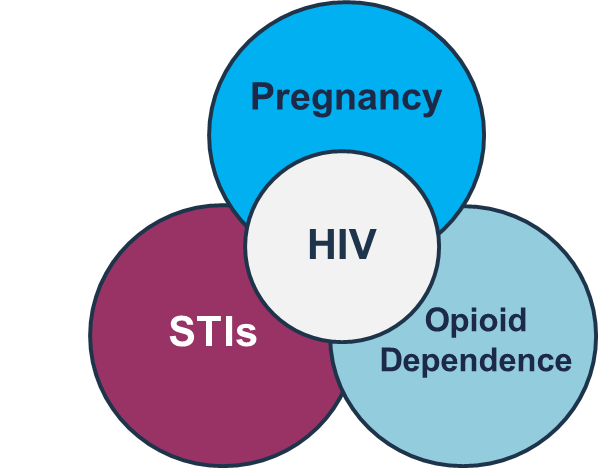 Pregnancy
HIV
STIs
Opioid
Dependence